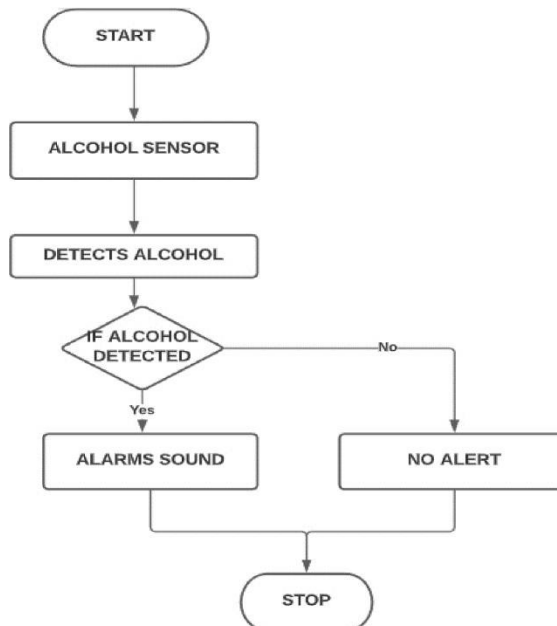 START
ALCOHOL SENSOR
DETECTS ALCOHOL
IF ALCOHOL
DETECTED
No
Yes
ALARMS SOUND
NO ALERT
STOP